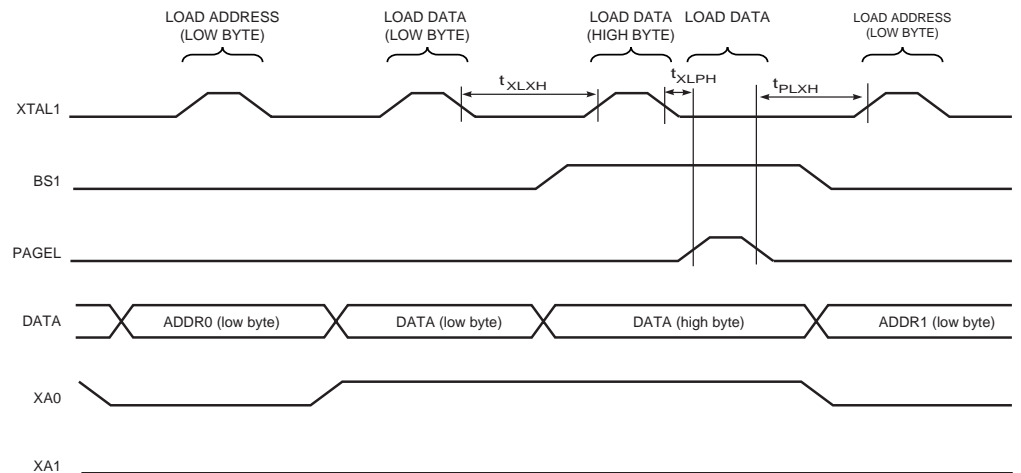 LOAD ADDRESS
(LOW BYTE)
LOAD DATA
(LOW BYTE)
LOAD DATA
(HIGH BYTE)
LOAD DATA
LOAD ADDRESS
(LOW BYTE)
tXLXH
tXLPH
tPLXH
XTAL1
BS1
PAGEL
DATA
ADDR0 (low byte)
DATA (low byte)
DATA (high byte)
ADDR1 (low byte)
XA0
XA1